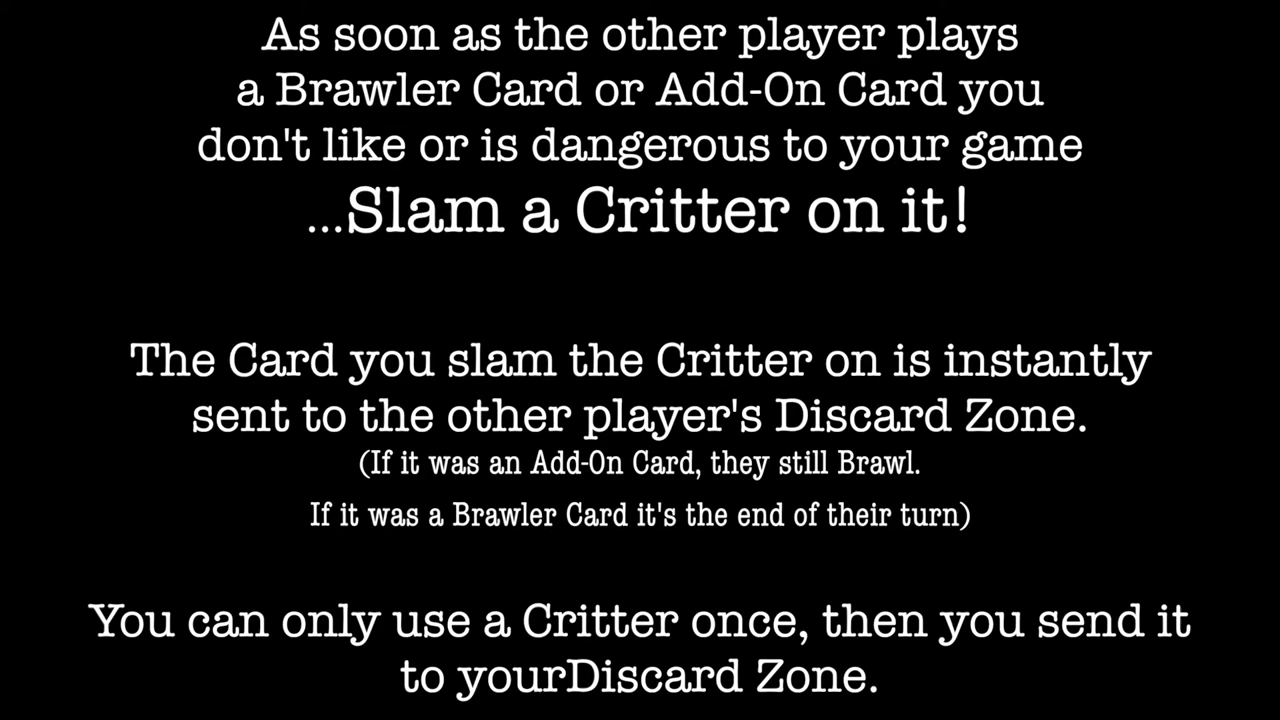 As soon as the other player plays
a Brawler Card or Add-On Card you
don't like or is dangerous to your game
...Slam a Critter on it!
The Card you slam the Critter on is instantly
sent to the other player's Discard Zone.
(If it was an Add-On Card, they still Brawl.
If it was a Brawler Card it's the end of their turn)
You can only use a Critter once, then you send it
to yourDiscard Zone.